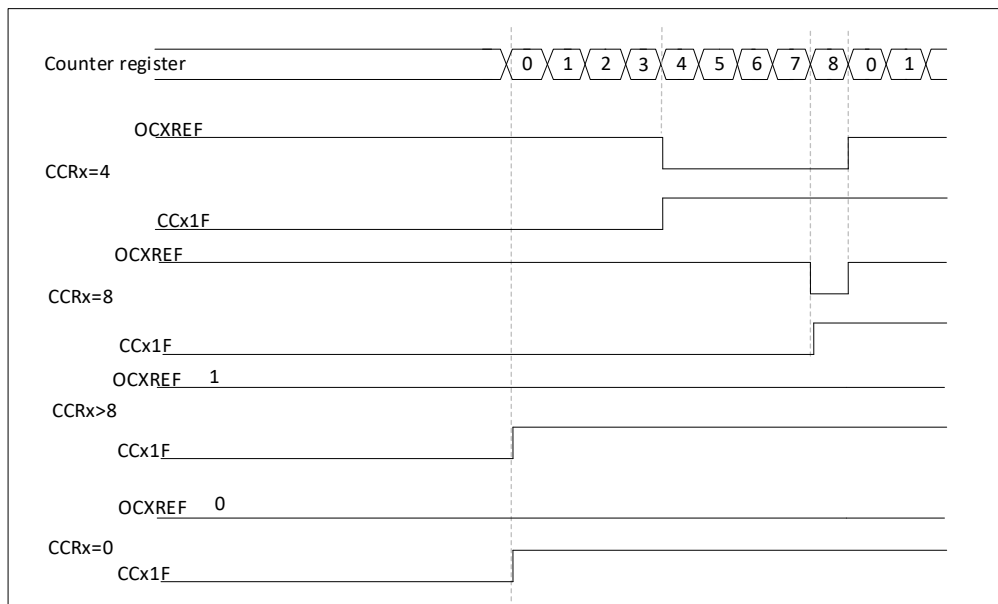 Counter register 0 1 2 3 4 5 6 7 8 0 1
OCXREF
CCRx=4
CCx1F
OCXREF
CCRx=8
CCx1F
OCXREF 1
CCRx>8
CCx1F
OCXREF 0
CCRx=0
CCx1F